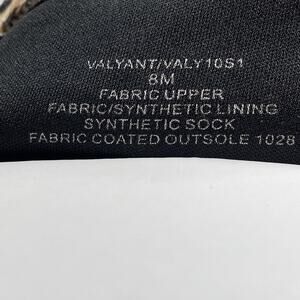 VALYANT/VALY10S1
8M
FABRIC UPPER
FABRIC/SYNTHETIC LINING
SYNTHETIC SOCK
FABRIC COATED OUTSOLE 1028